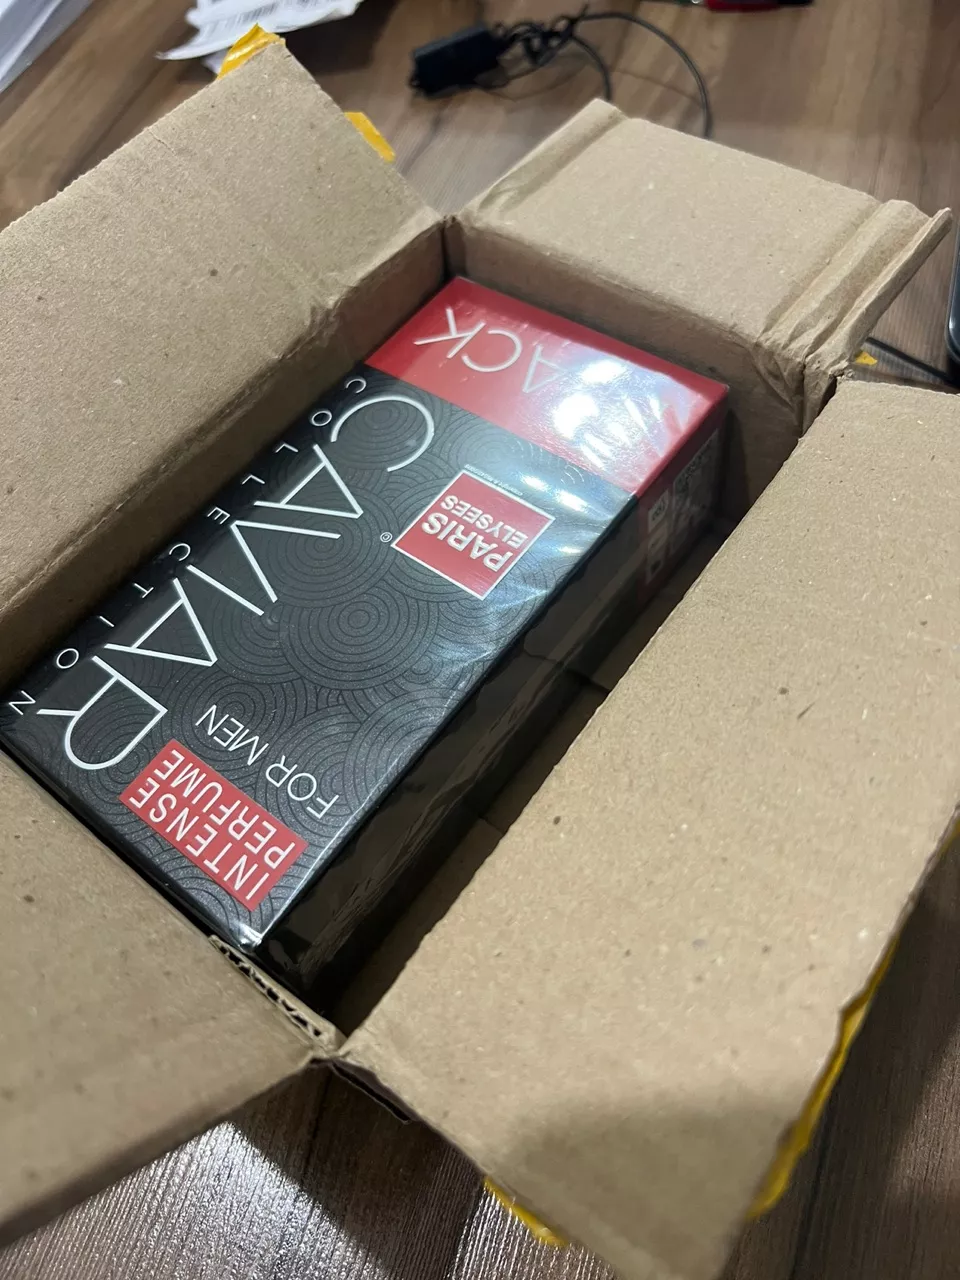 CAVIAR
COLLECTION
PARIS
ELYSEES
©
FOR MEN
INTENSE
PERFUME